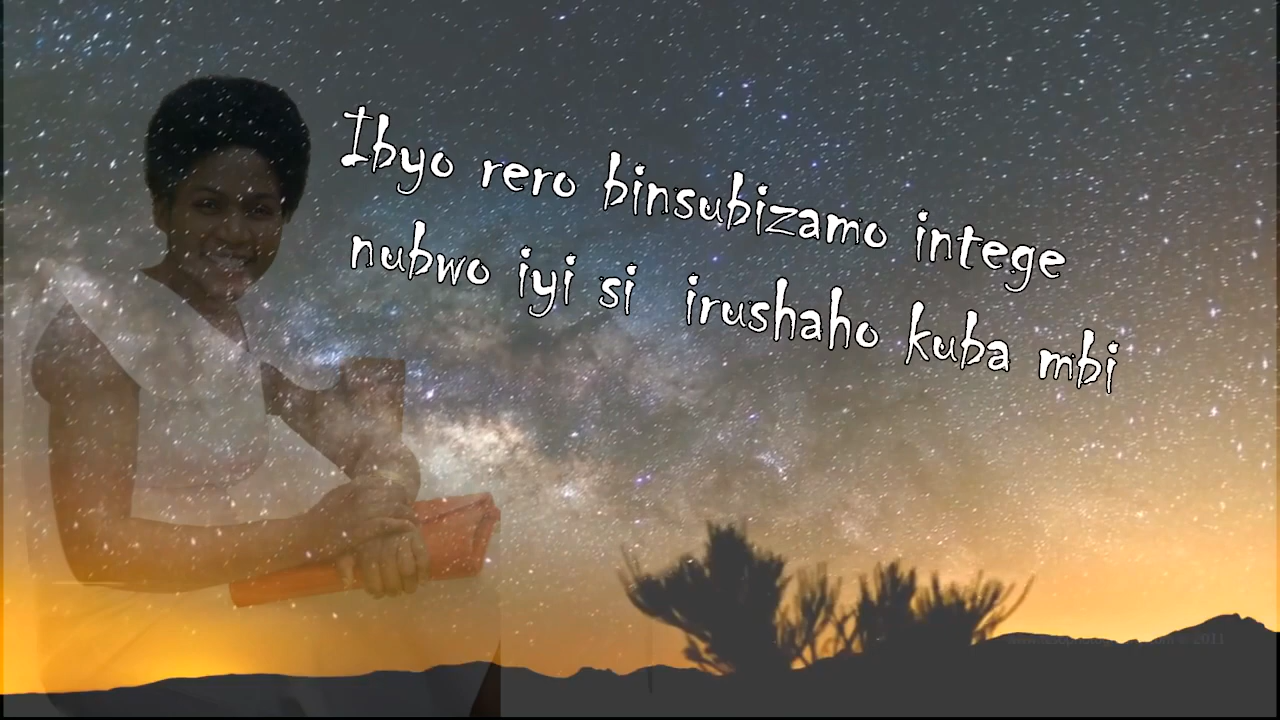 Ibyo rero binsubizamo intege
nubwo iyi si irushaho kuba mbi